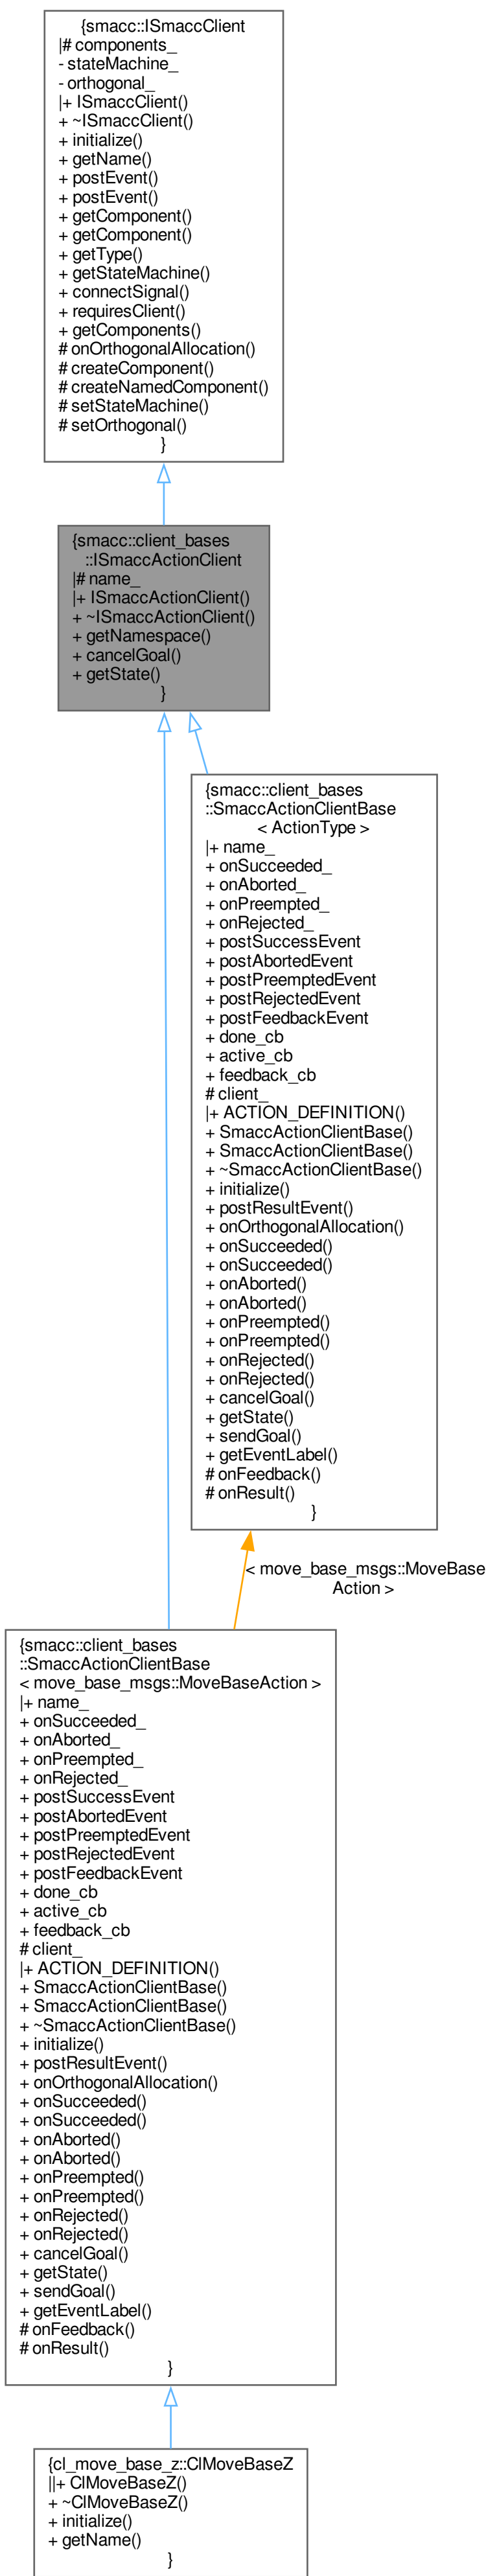 {smacc::ISmaccClient
|# components_
- stateMachine_
- orthogonal_
|+ ISmaccClient()
+ ~ISmaccClient()
+ initialize()
+ getName()
+ postEvent()
+ postEvent()
+ getComponent()
+ getComponent()
+ getType()
+ getStateMachine()
+ connectSignal()
+ requiresClient()
+ getComponents()
# onOrthogonalAllocation()
# createComponent()
# createNamedComponent()
# setStateMachine()
# setOrthogonal()
}
{smacc::client_bases
::ISmaccActionClient
|# name_
|+ ISmaccActionClient()
+ ~ISmaccActionClient()
+ getNamespace()
+ cancelGoal()
+ getState()
}
{smacc::client_bases
::SmaccActionClientBase
< ActionType >
|+ name_
+ onSucceeded_
+ onAborted_
+ onPreempted_
+ onRejected_
+ postSuccessEvent
+ postAbortedEvent
+ postPreemptedEvent
+ postRejectedEvent
+ postFeedbackEvent
+ done_cb
+ active_cb
+ feedback_cb
# client_
|+ ACTION_DEFINITION()
+ SmaccActionClientBase()
+ SmaccActionClientBase()
+ ~SmaccActionClientBase()
+ initialize()
+ postResultEvent()
+ onOrthogonalAllocation()
+ onSucceeded()
+ onSucceeded()
+ onAborted()
+ onAborted()
+ onPreempted()
+ onPreempted()
+ onRejected()
+ onRejected()
+ cancelGoal()
+ getState()
+ sendGoal()
+ getEventLabel()
# onFeedback()
# onResult()
}
< move_base_msgs::MoveBase
Action >
{smacc::client_bases
::SmaccActionClientBase
< move_base_msgs::MoveBaseAction >
|+ name_
+ onSucceeded_
+ onAborted_
+ onPreempted_
+ onRejected_
+ postSuccessEvent
+ postAbortedEvent
+ postPreemptedEvent
+ postRejectedEvent
+ postFeedbackEvent
+ done_cb
+ active_cb
+ feedback_cb
# client_
|+ ACTION_DEFINITION()
+ SmaccActionClientBase()
+ SmaccActionClientBase()
+ ~SmaccActionClientBase()
+ initialize()
+ postResultEvent()
+ onOrthogonalAllocation()
+ onSucceeded()
+ onSucceeded()
+ onAborted()
+ onAborted()
+ onPreempted()
+ onPreempted()
+ onRejected()
+ onRejected()
+ cancelGoal()
+ getState()
+ sendGoal()
+ getEventLabel()
# onFeedback()
# onResult()
}
{cl_move_base_z::ClMoveBaseZ
||+ ClMoveBaseZ()
+ ~ClMoveBaseZ()
+ initialize()
+ getName()
}